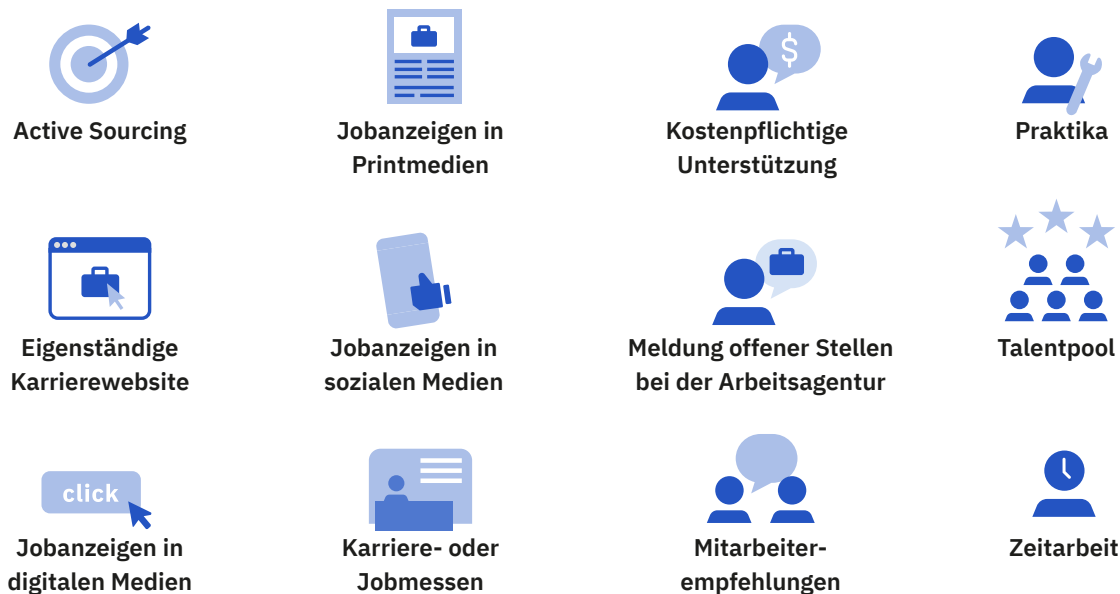 $
Active Sourcing
Jobanzeigen in
Printmedien
Kostenpflichtige
Unterstützung
Praktika
Eigenständige
Karrierewebsite
Jobanzeigen in
sozialen Medien
Meldung offener Stellen
bei der Arbeitsagentur
Talentpool
click
Jobanzeigen in
digitalen Medien
Karriere- oder
Jobmessen
Mitarbeiter-
empfehlungen
Zeitarbeit